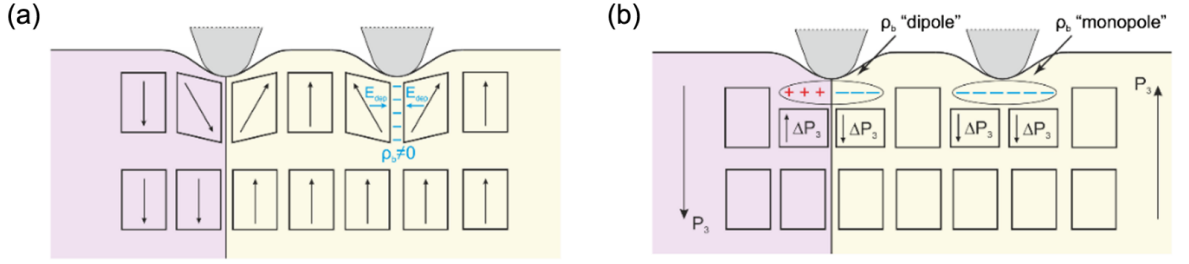 (a)
E_dep
E_dep
ρ_b≠0
(b)
ρ_b “dipole”
ρ_b “monopole”
+ + +
P_3
ΔP_3
ΔP_3
ΔP_3
ΔP_3
P_3